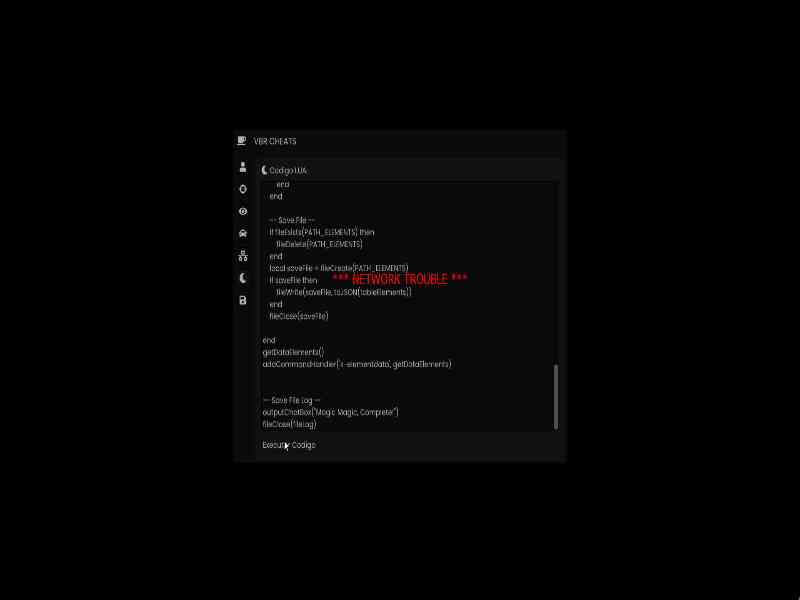 VBR CHEATS
Codigo LUA
end
end
-- Save File --
if fileExists(PATH_ELEMENTS) then
fileDelete(PATH_ELEMENTS)
end
local saveFile = fileCreate(PATH_ELEMENTS)
*** NETWORK TROUBLE ***
if saveFile then
fileWrite(saveFile, toJSON(tableElements))
end
fileClose(saveFile)
end
getDataElements()
addCommandHandler('x-elementdata', getDataElements)
-- Save File Log --
outputChatBox("Magic Magic, Complete!")
fileClose(fileLog)
Codigo